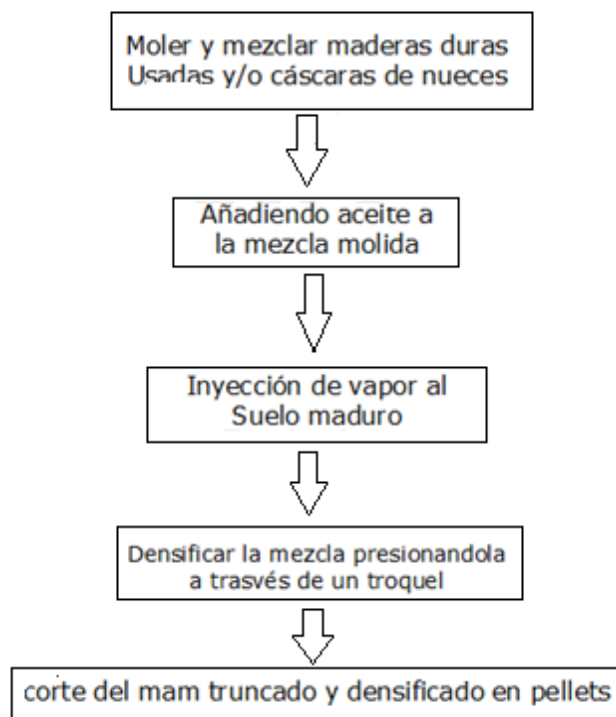 Moler y mezclar maderas duras
Usadas y/o cáscaras de nueces
Añadiendo aceite a
la mezcla molida
Inyección de vapor al
Suelo maduro
Densificar la mezcla presionandola
a trasvés de un troquel
corte del mam truncado y densificado en pellets